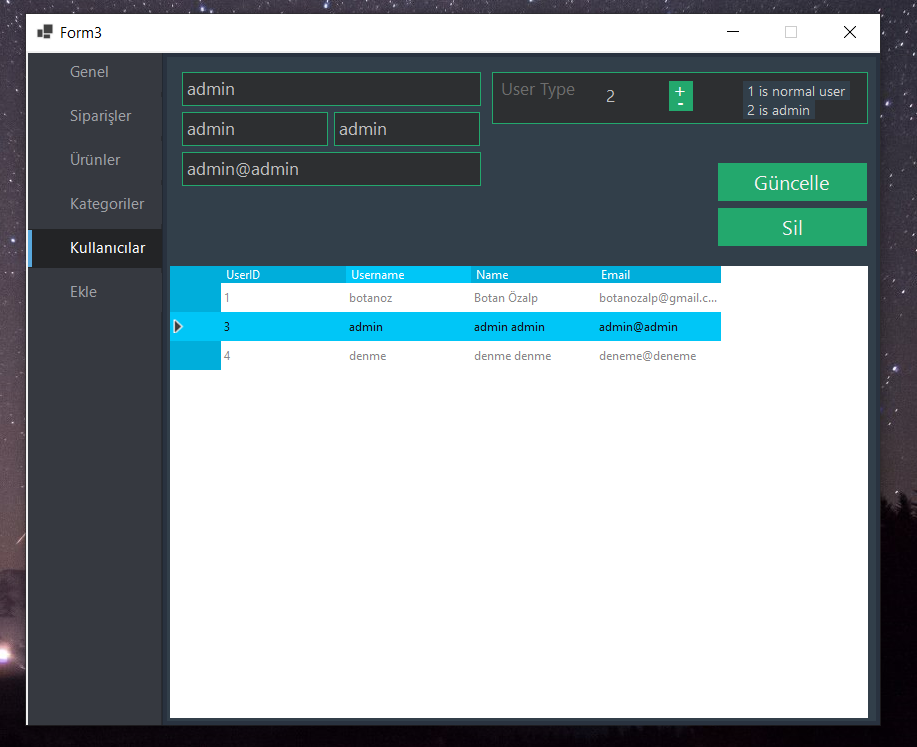 Form3
Genel
Siparişler
Ürünler
Kategoriler
Kullanıcılar
Ekle
admin
admin admin
admin@admin
User Type 2 + -
1 is normal user
2 is admin
Güncelle
Sil
UserID Username Name Email
1 botanoz Botan Özalp botanozalp@gmail.c...
3 admin admin admin admin@admin
4 denme denme denme deneme@deneme